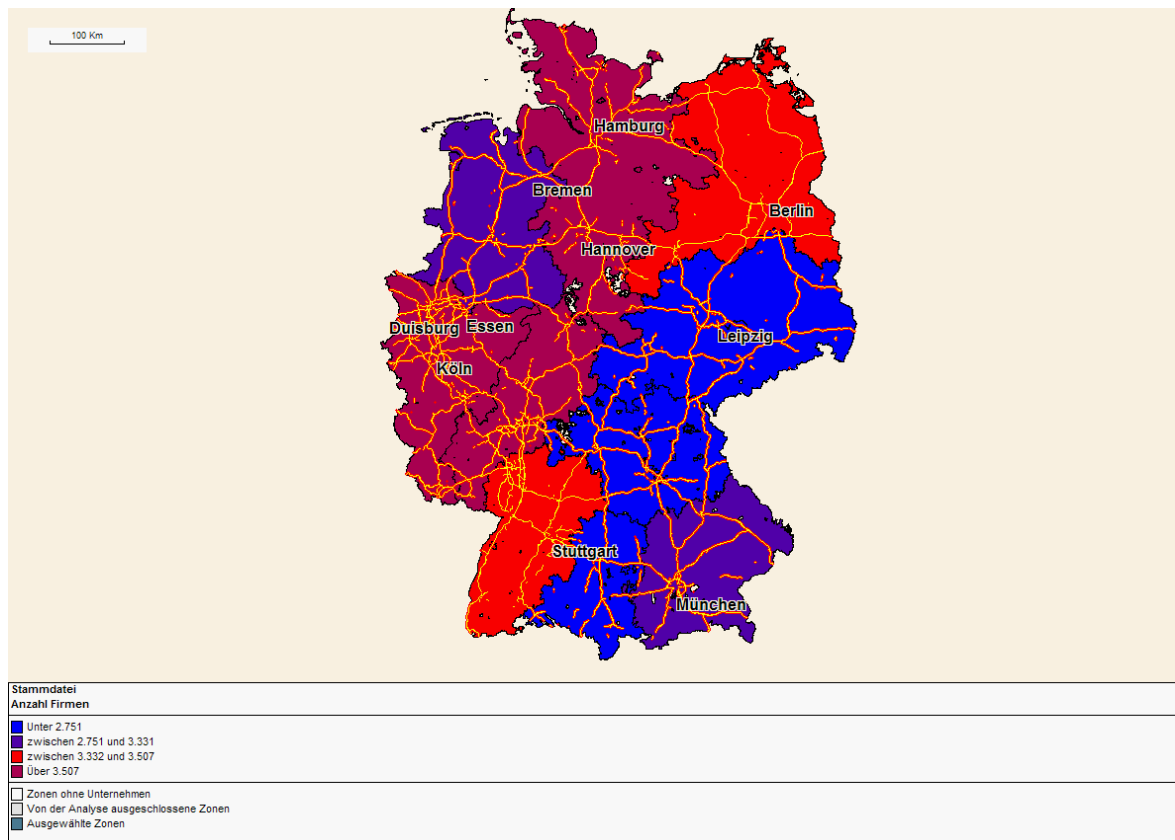 100 Km
Hamburg
Bremen
Berlin
Hannover
Duisburg
Essen
Leipzig
Köln
Stuttgart
München
Stammdatei
Anzahl Firmen
Unter 2.751
zwischen 2.751 und 3.331
zwischen 3.332 und 3.507
Über 3.507
Zonen ohne Unternehmen
Von der Analyse ausgeschlossene Zonen
Ausgewählte Zonen